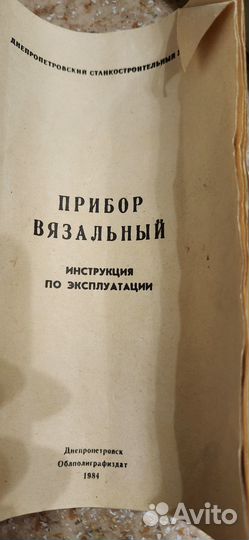 ДНЕПРОПЕТРОВСКИЙ СТАНКОСТРОИТЕЛЬНЫЙ
ПРИБОР
ВЯЗАЛЬНЫЙ
ИНСТРУКЦИЯ
ПО ЭКСПЛУАТАЦИИ
Днепропетровск
Облполиграфиздат
1984
Avito